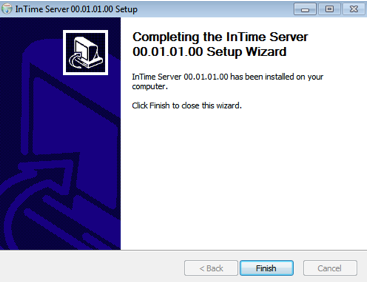 InTime Server 00.01.01.00 Setup
Completing the InTime Server
00.01.01.00 Setup Wizard
InTime Server 00.01.01.00 has been installed on your
computer.
Click Finish to close this wizard.
< Back
Finish
Cancel